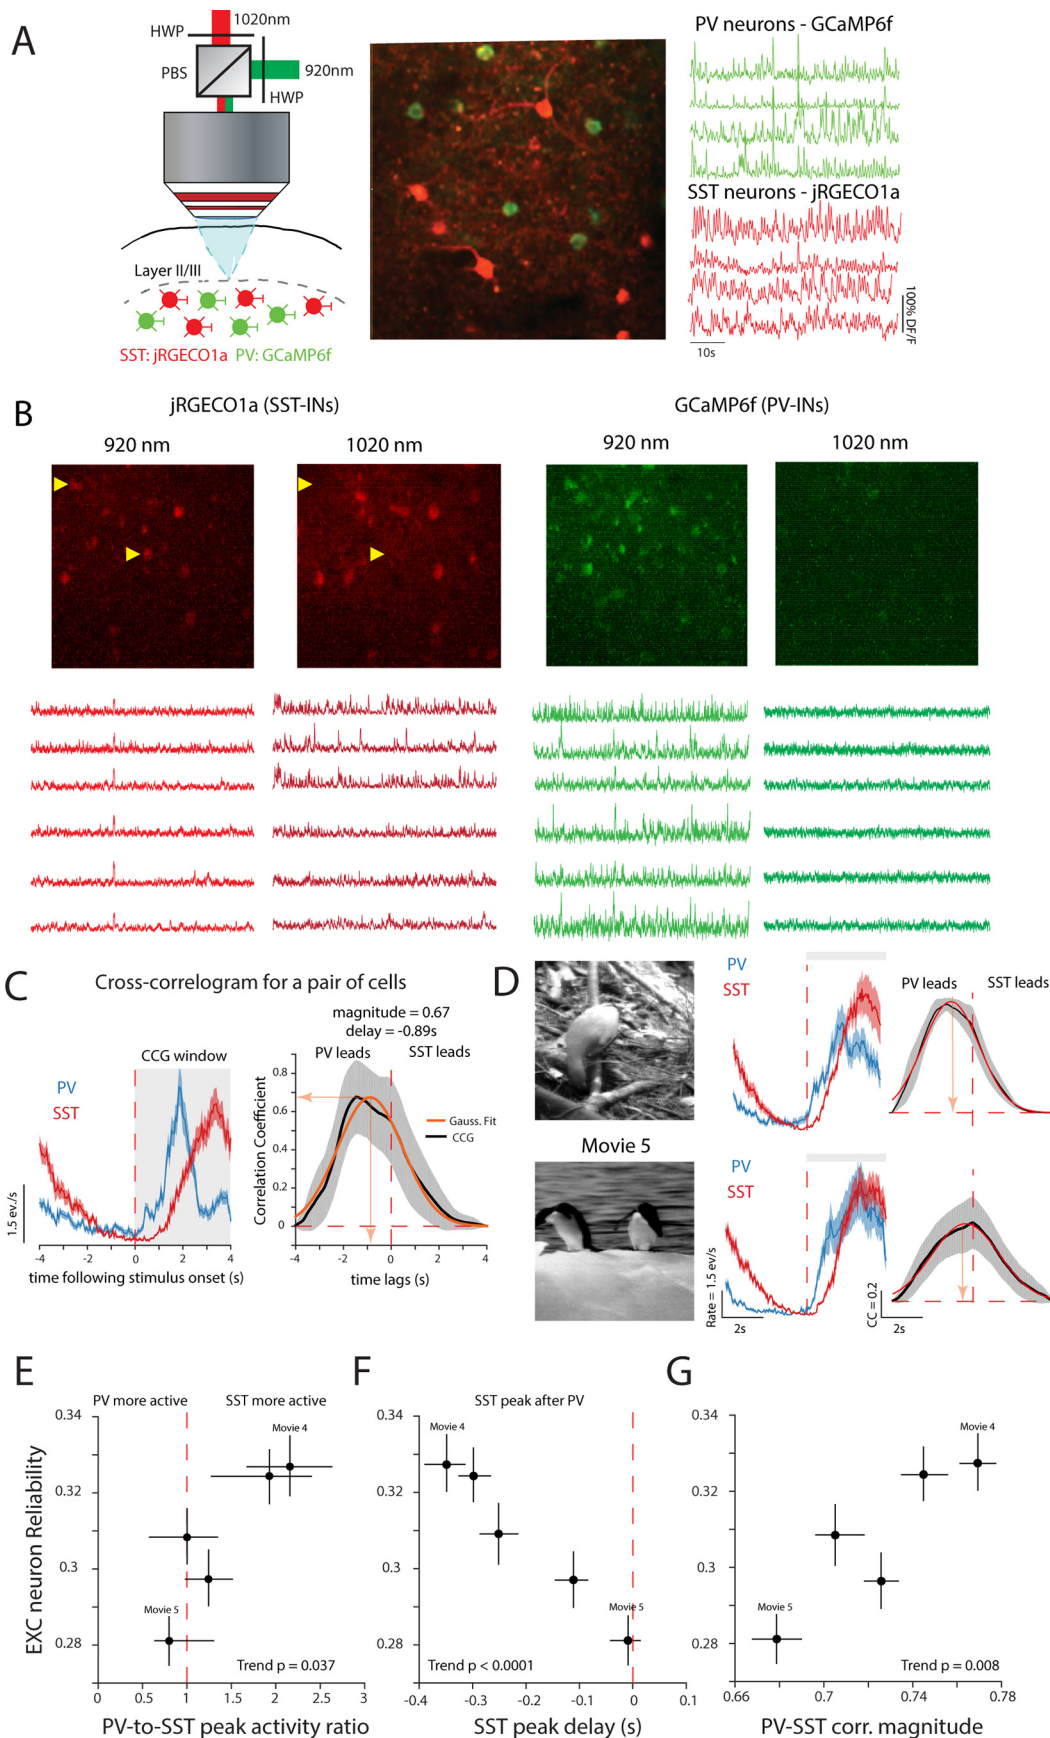 A
HWP
1020nm
PBS
920nm
HWP
Layer II/III
SST: jRGECO1a PV: GCaMP6f
PV neurons - GCaMP6f
SST neurons - jRGECO1a
100% DF/F
10s
B
jRGECO1a (SST-INs)
GCaMP6f (PV-INs)
920 nm
1020 nm
920 nm
1020 nm
C
Cross-correlogram for a pair of cells
magnitude = 0.67
delay = -0.89s
CCG window
PV leads
SST leads
PV
SST
Gauss. Fit
CCG
Correlation Coefficient
0.8
0.6
0.4
0.2
0
1.5 ev./s
-4 -2 0 2 4
time following stimulus onset (s)
-4 -2 0 2 4
time lags (s)
D
PV
SST
PV leads
SST leads
Movie 5
PV
SST
Rate = 1.5 ev/s
2s
CC = 0.2
2s
E
PV more active
SST more active
EXC neuron Reliability
0.34
0.32
0.3
0.28
Movie 4
Movie 5
Trend p = 0.037
0 0.5 1 1.5 2 2.5 3
PV-to-SST peak activity ratio
F
SST peak after PV
0.34
0.32
0.3
0.28
Movie 4
Movie 5
Trend p < 0.0001
-0.4 -0.3 -0.2 -0.1 0 0.1
SST peak delay (s)
G
0.34
0.32
0.3
0.28
Movie 4
Movie 5
Trend p = 0.008
0.66 0.7 0.74 0.78
PV-SST corr. magnitude